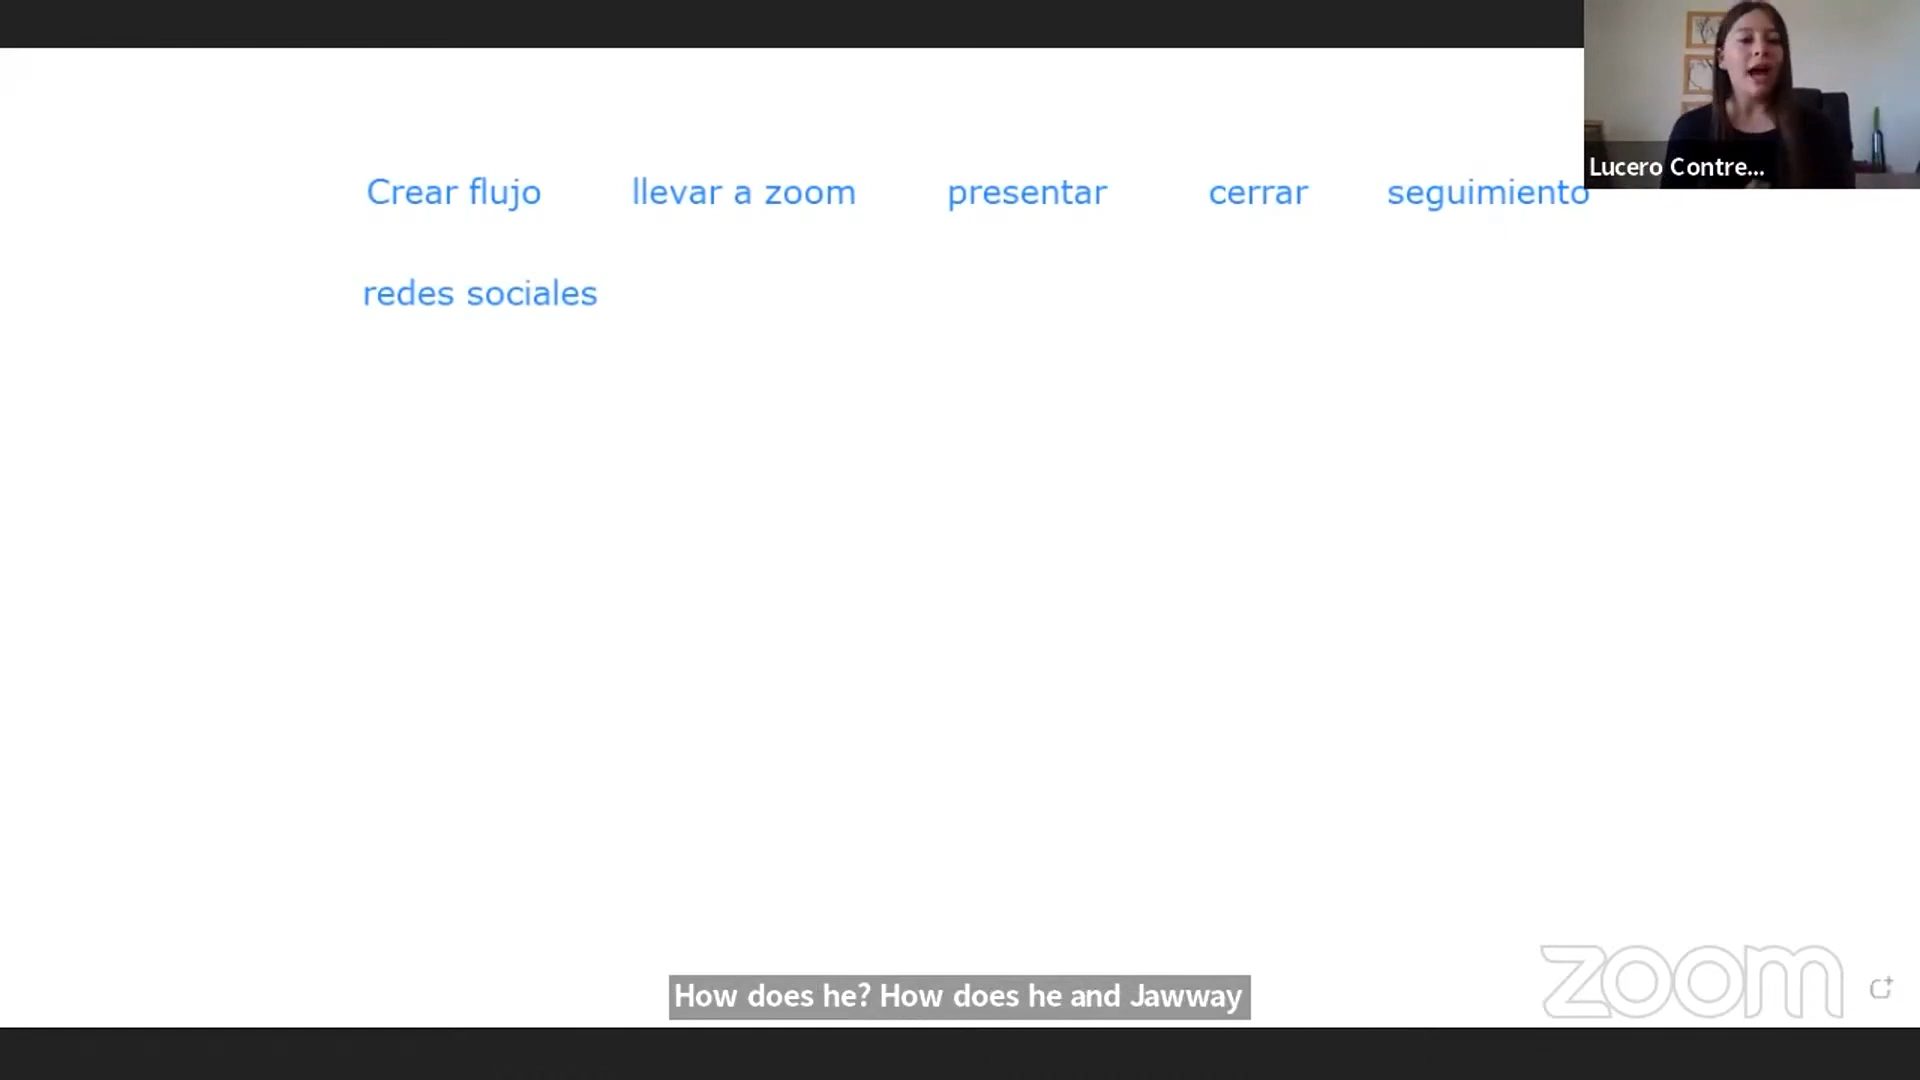 Lucero Contre...
Crear flujo llevar a zoom presentar cerrar seguimiento
redes sociales
zoom
How does he? How does he and Jawway